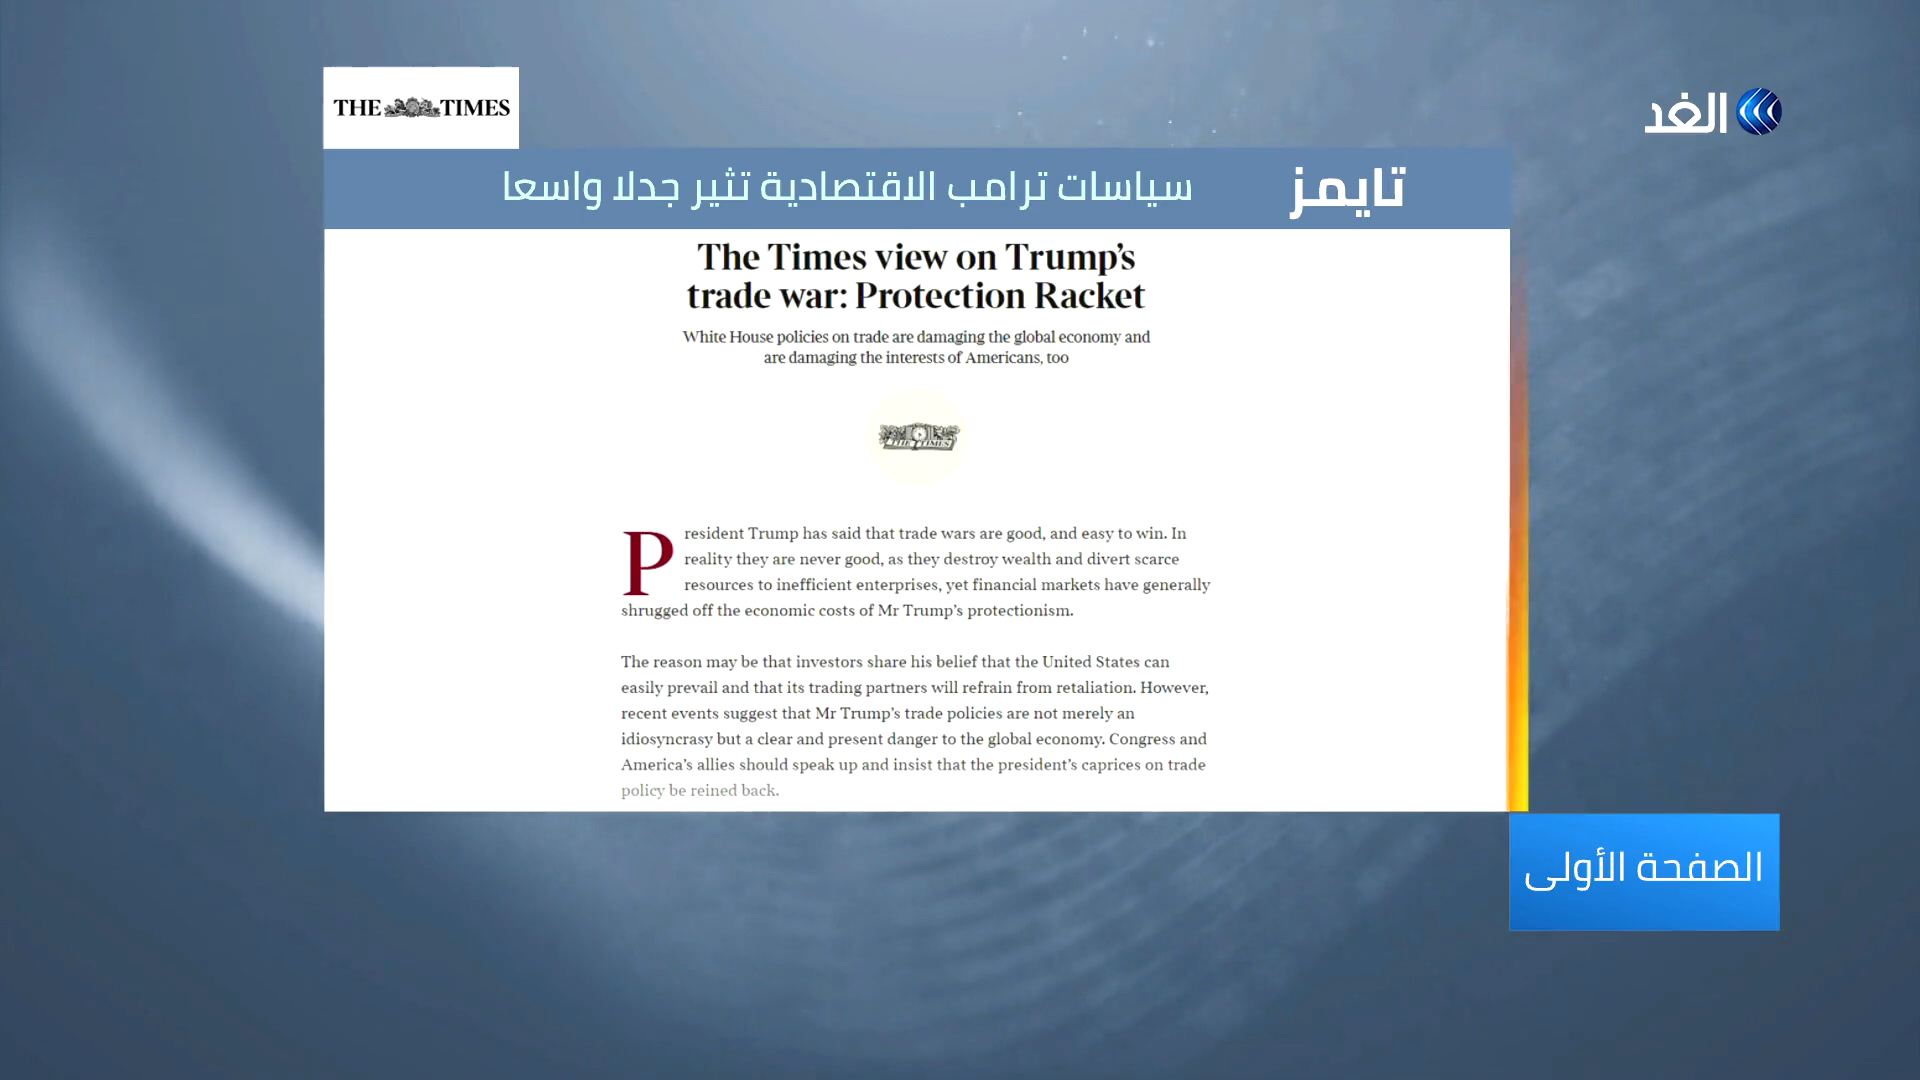 THE TIMES
الغد
تايمز سياسات ترامب الاقتصادية تثير جدلا واسعا
The Times view on Trump’s
trade war: Protection Racket
White House policies on trade are damaging the global economy and
are damaging the interests of Americans, too
THE TIMES
President Trump has said that trade wars are good, and easy to win. In
reality they are never good, as they destroy wealth and divert scarce
resources to inefficient enterprises, yet financial markets have generally
shrugged off the economic costs of Mr Trump’s protectionism.
The reason may be that investors share his belief that the United States can
easily prevail and that its trading partners will refrain from retaliation. However,
recent events suggest that Mr Trump’s trade policies are not merely an
idiosyncrasy but a clear and present danger to the global economy. Congress and
America’s allies should speak up and insist that the president’s caprices on trade
policy be reined back.
الصفحة الأولى